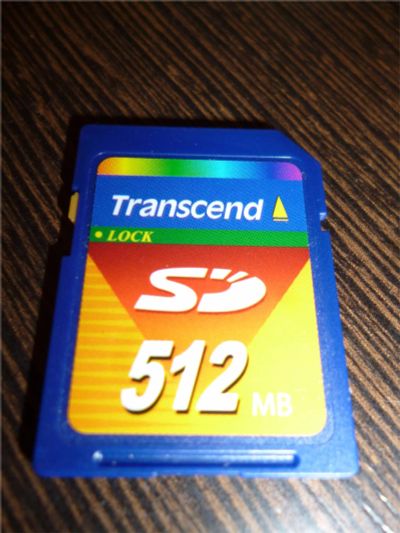 Transcend
• LOCK
SD
512 MB